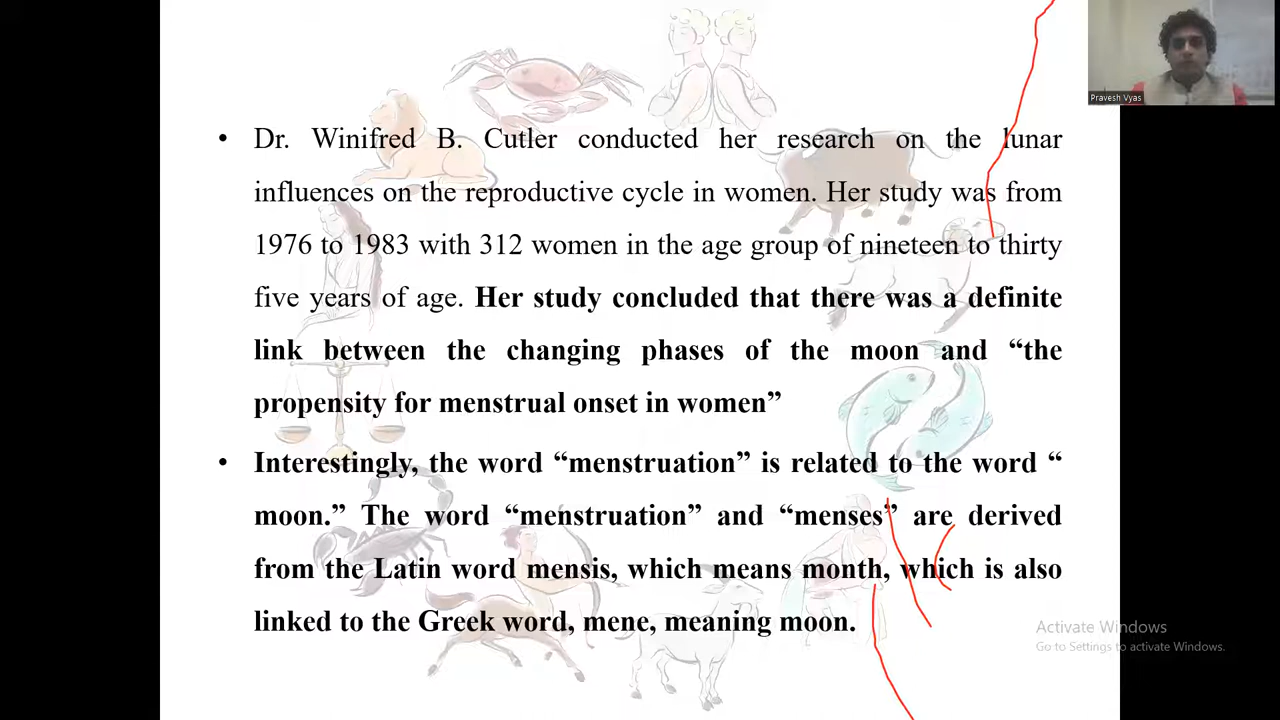 Pravesh Vyas
• Dr. Winifred B. Cutler conducted her research on the lunar
influences on the reproductive cycle in women. Her study was from
1976 to 1983 with 312 women in the age group of nineteen to thirty
five years of age. Her study concluded that there was a definite
link between the changing phases of the moon and “the
propensity for menstrual onset in women”
• Interestingly, the word “menstruation” is related to the word “
moon.” The word “menstruation” and “menses” are derived
from the Latin word mensis, which means month, which is also
linked to the Greek word, mene, meaning moon.
Activate Windows
Go to Settings to activate Windows.